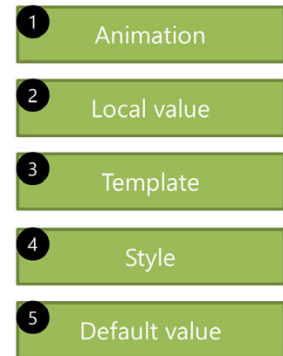 1
Animation
2
Local value
3
Template
4
Style
5
Default value